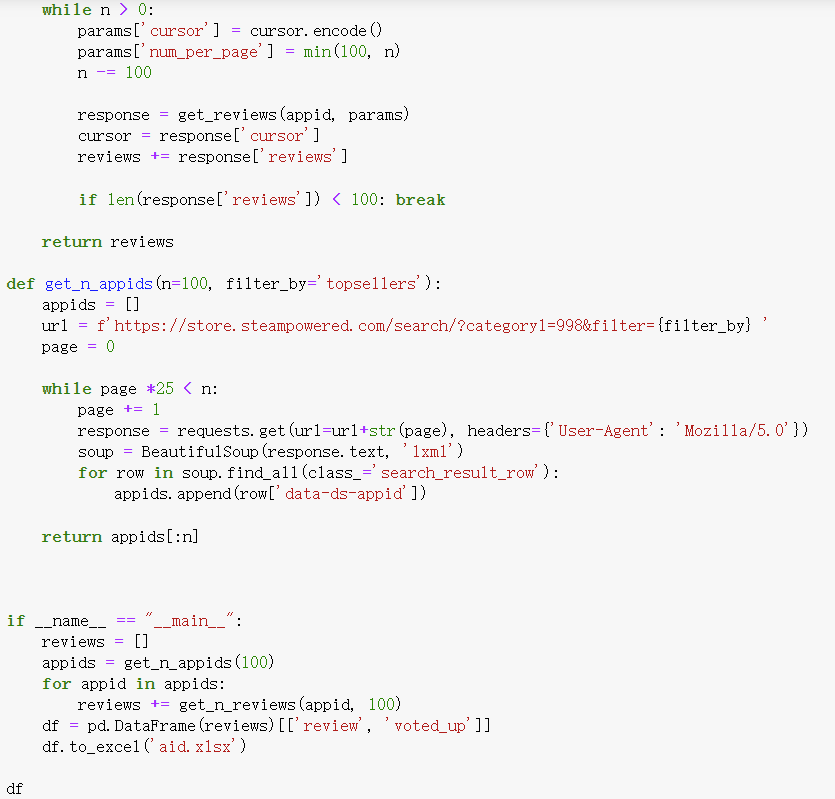 while n > 0:
params['cursor'] = cursor.encode()
params['num_per_page'] = min(100, n)
n -= 100
response = get_reviews(appid, params)
cursor = response['cursor']
reviews += response['reviews']
if len(response['reviews']) < 100: break
return reviews
def get_n_appids(n=100, filter_by='topsellers'):
appids = []
url = f'https://store.steampowered.com/search/?category1=998&filter={filter_by} '
page = 0
while page *25 < n:
page += 1
response = requests.get(url=url+str(page), headers={'User-Agent': 'Mozilla/5.0'})
soup = BeautifulSoup(response.text, 'lxml')
for row in soup.find_all(class_='search_result_row'):
appids.append(row['data-ds-appid'])
return appids[:n]
if __name__ == "__main__":
reviews = []
appids = get_n_appids(100)
for appid in appids:
reviews += get_n_reviews(appid, 100)
df = pd.DataFrame(reviews)[['review', 'voted_up']]
df.to_excel('aid.xlsx')
df